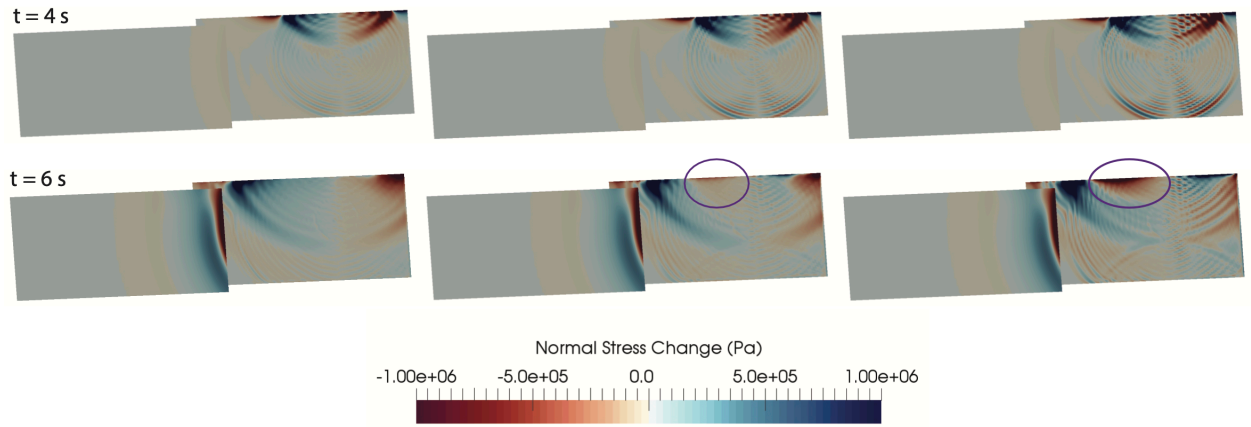 t = 4 s
t = 6 s
Normal Stress Change (Pa)
-1.00e+06 -5.0e+05 0.0 5.0e+05 1.00e+06